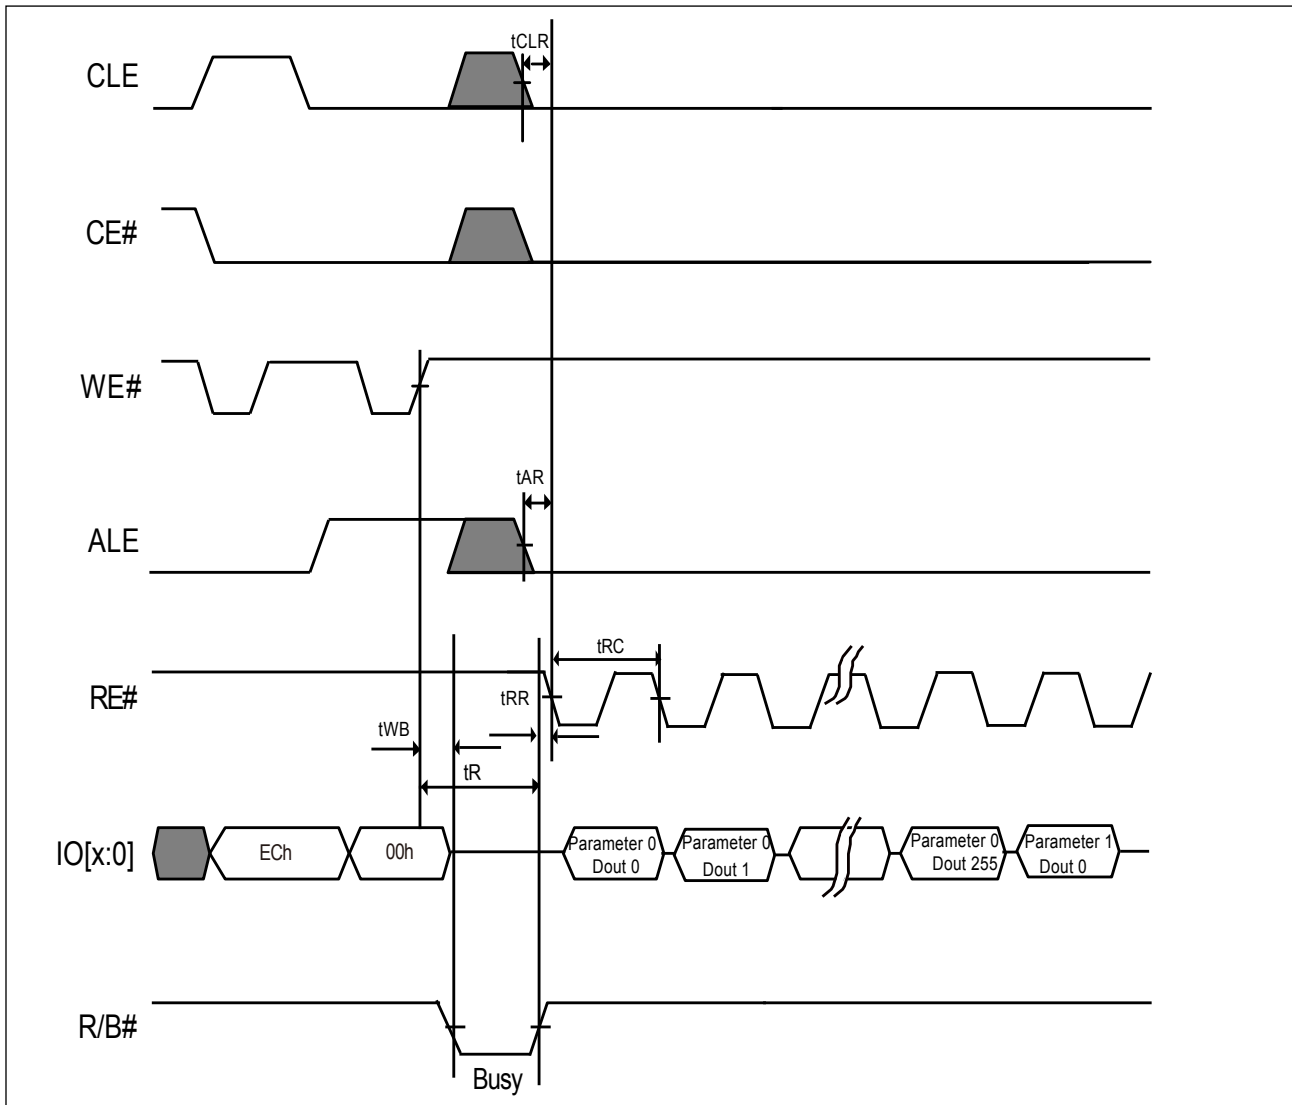 tCLR
CLE
CE#
WE#
tAR
ALE
tRC
RE#
tRR
tWB
tR
IO[x:0]
ECh
00h
Parameter 0
Dout 0
Parameter 0
Dout 1
Parameter 0
Dout 255
Parameter 1
Dout 0
R/B#
Busy